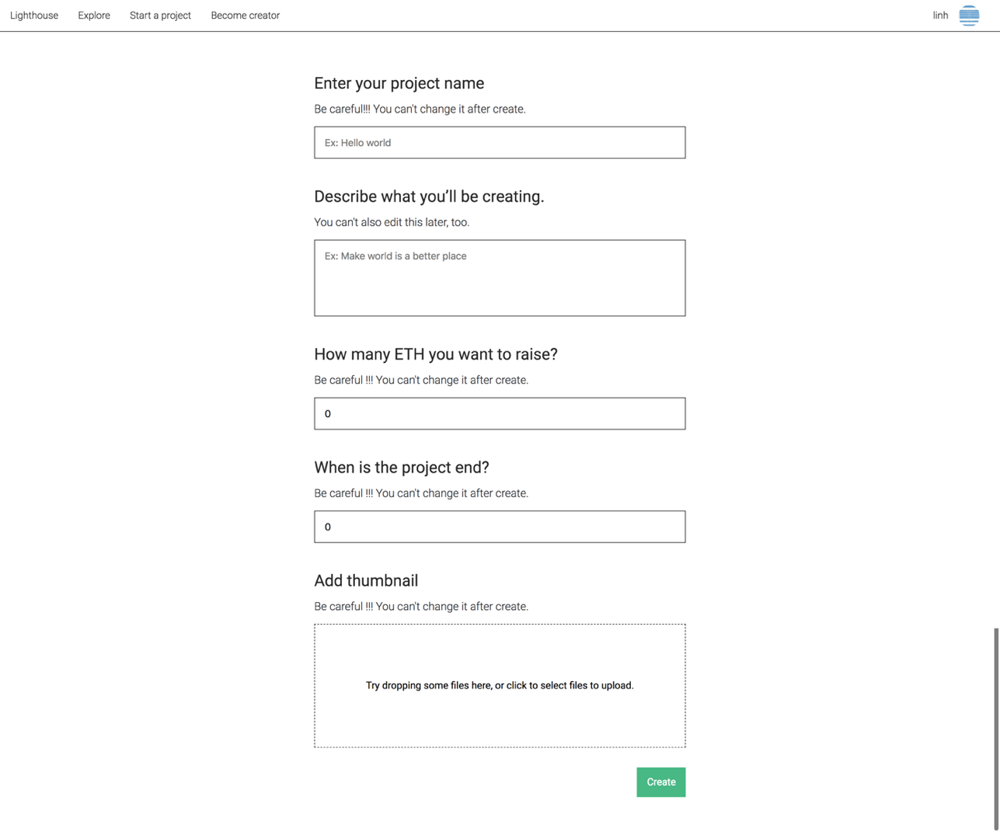 Lighthouse Explore Start a project Become creator linh
Enter your project name
Be careful!!! You can't change it after create.
Ex: Hello world
Describe what you’ll be creating.
You can't also edit this later, too.
Ex: Make world is a better place
How many ETH you want to raise?
Be careful !!! You can't change it after create.
0
When is the project end?
Be careful !!! You can't change it after create.
0
Add thumbnail
Be careful !!! You can't change it after create.
Try dropping some files here, or click to select files to upload.
Create